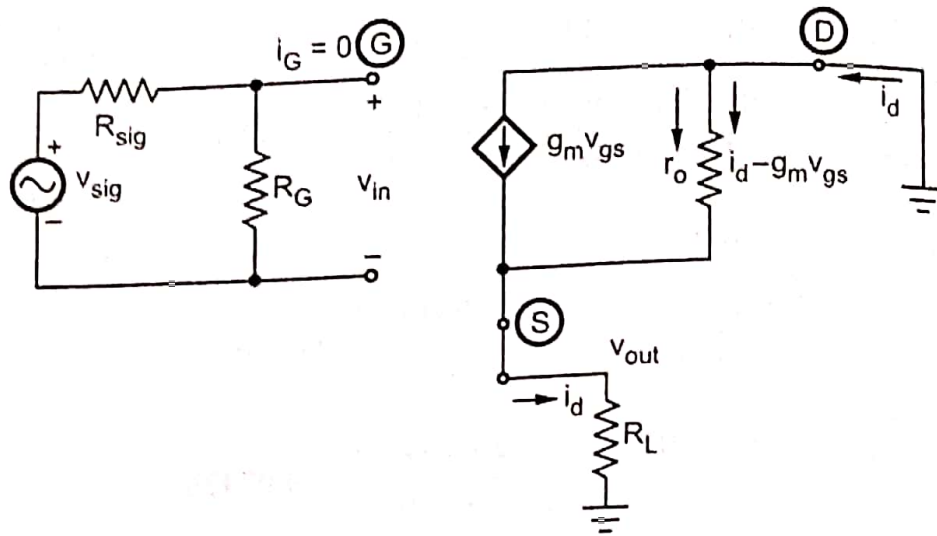 i_G = 0 G
D
+
i_d
R_sig
+
v_sig
−
R_G
v_in
−
g_m v_gs
r_o
i_d − g_m v_gs
S
v_out
i_d
R_L